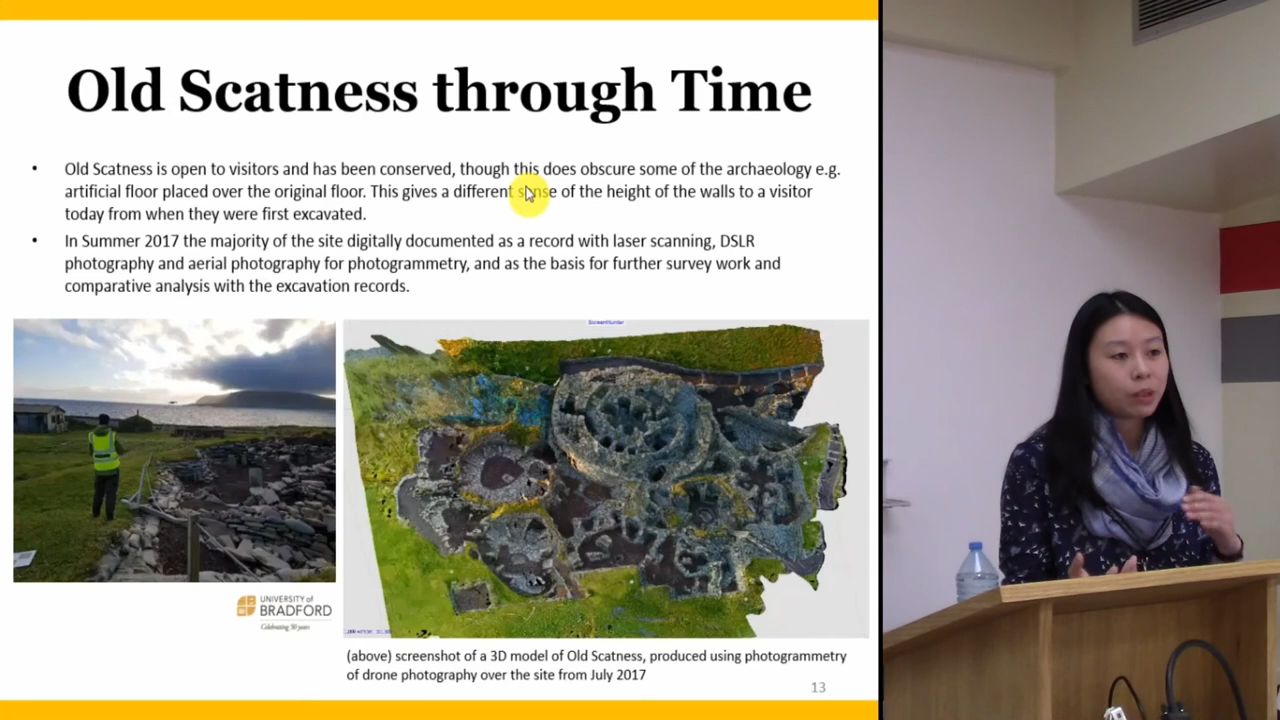 Old Scatness through Time
• Old Scatness is open to visitors and has been conserved, though this does obscure some of the archaeology e.g.
artificial floor placed over the original floor. This gives a different sense of the height of the walls to a visitor
today from when they were first excavated.
• In Summer 2017 the majority of the site digitally documented as a record with laser scanning, DSLR
photography and aerial photography for photogrammetry, and as the basis for further survey work and
comparative analysis with the excavation records.
UNIVERSITY of
BRADFORD
Celebrating 50 years
(above) screenshot of a 3D model of Old Scatness, produced using photogrammetry
of drone photography over the site from July 2017
13